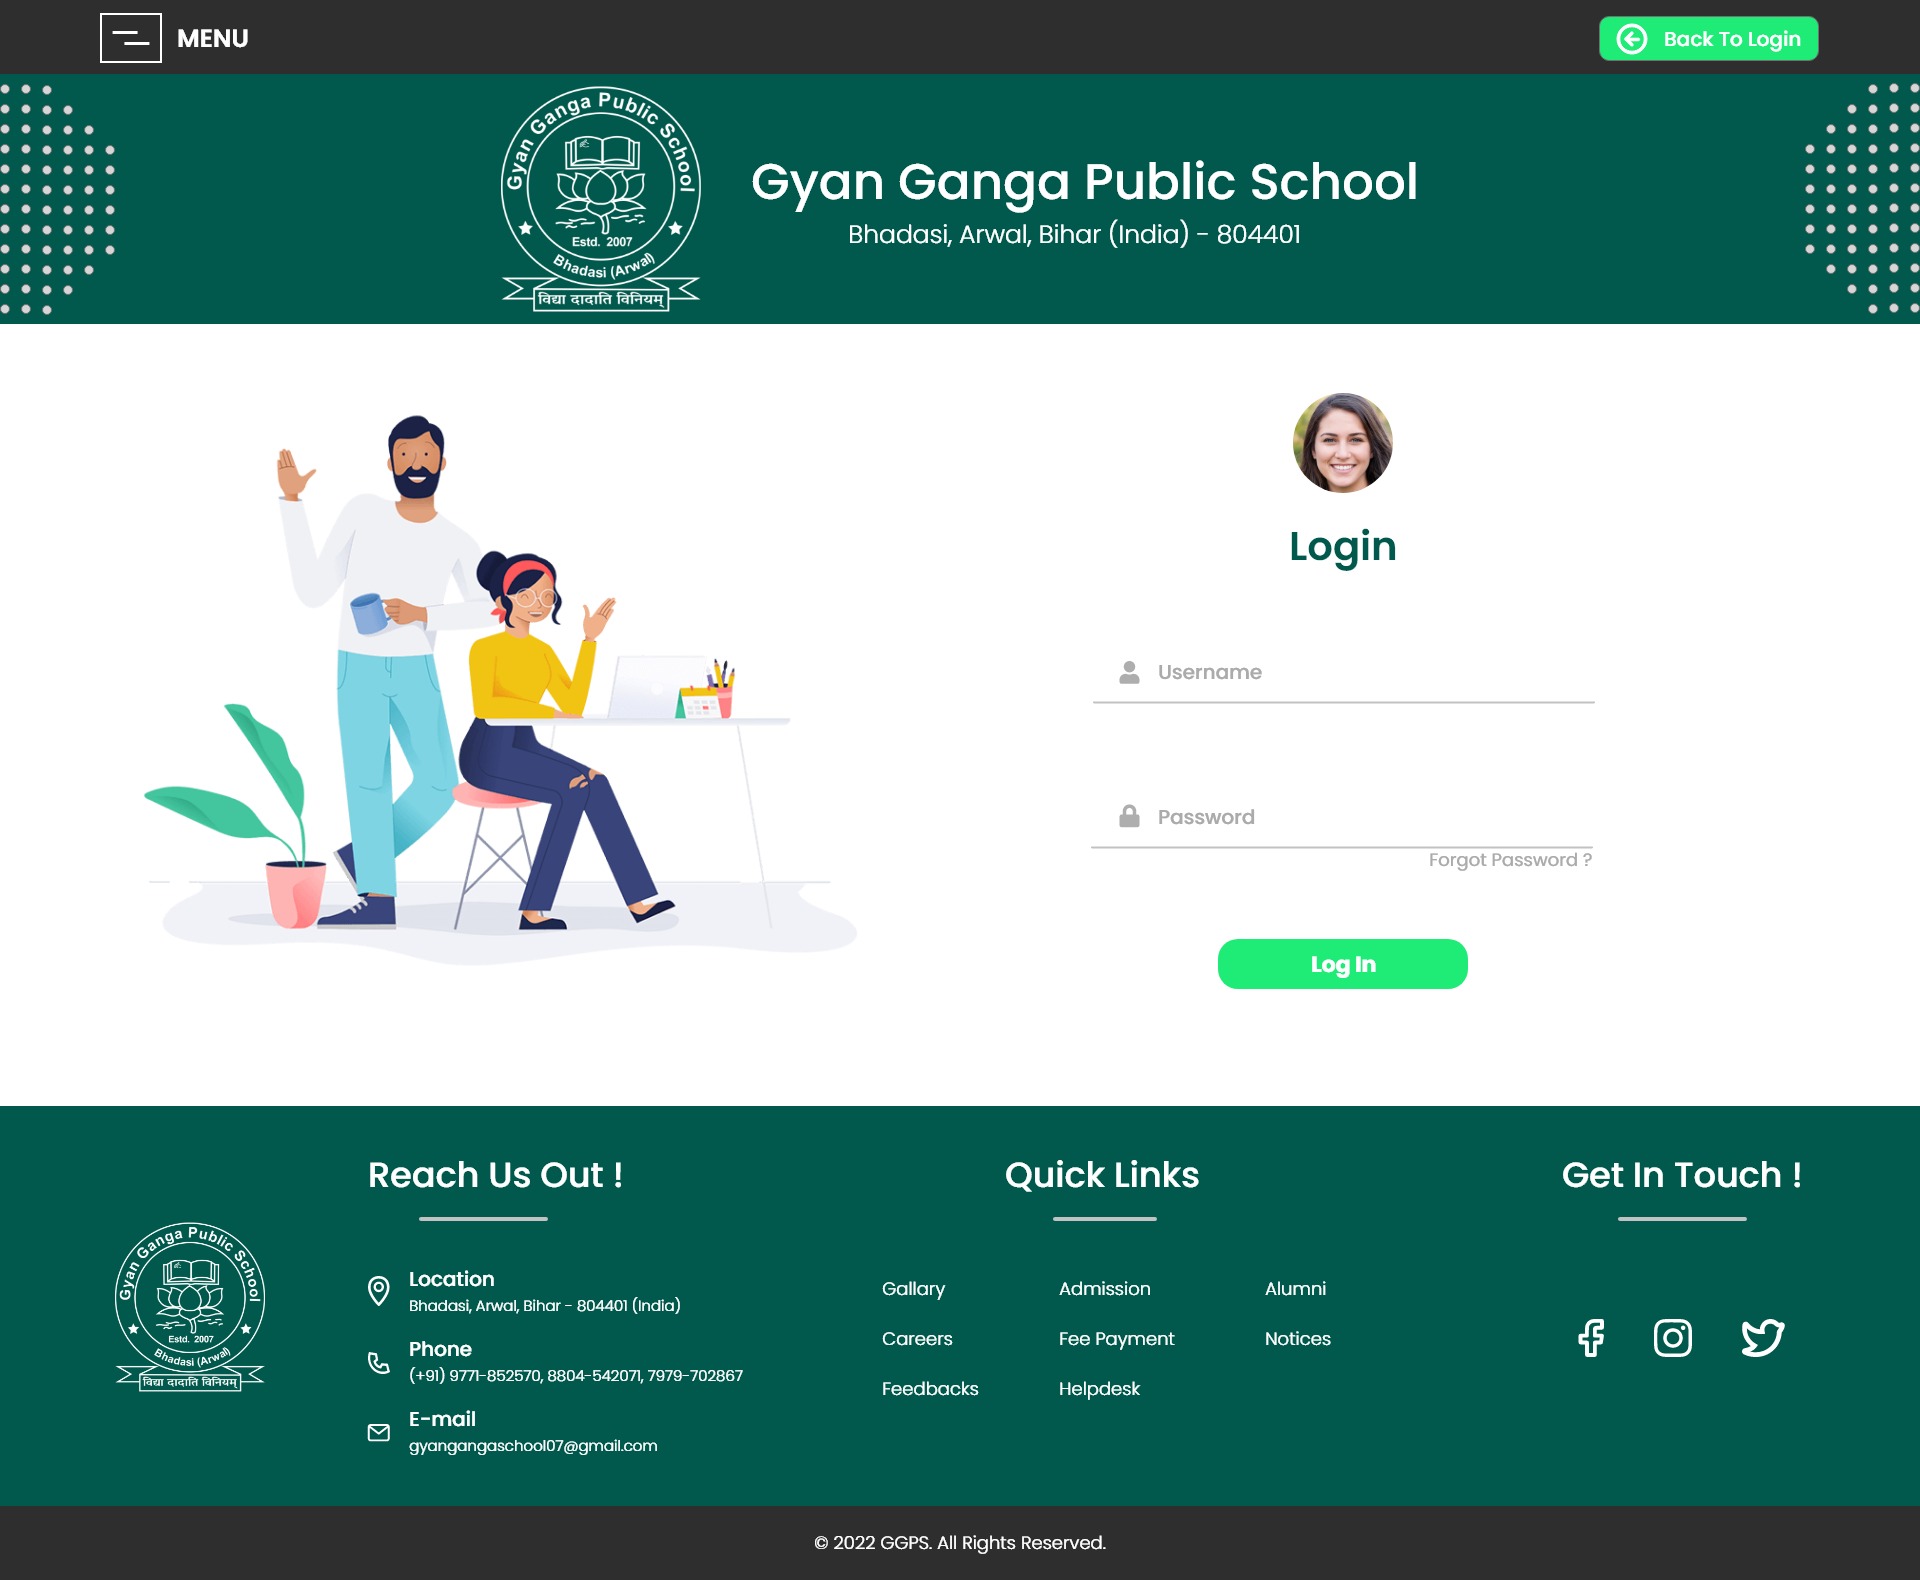 MENU
Back To Login
Gyan Ganga Public School
Estd. 2007
Bhadasi (Arwal)
विद्या दादाति विनियम्
Gyan Ganga Public School
Bhadasi, Arwal, Bihar (India) - 804401
Login
Username
Password
Forgot Password ?
Log In
Gyan Ganga Public School
Estd. 2007
Bhadasi (Arwal)
विद्या दादाति विनियम्
Reach Us Out !
Location
Bhadasi, Arwal, Bihar - 804401 (India)
Phone
(+91) 9771-852570, 8804-542071, 7979-702867
E-mail
gyangangaschool07@gmail.com
Quick Links
Gallary
Admission
Alumni
Careers
Fee Payment
Notices
Feedbacks
Helpdesk
Get In Touch !
© 2022 GGPS. All Rights Reserved.